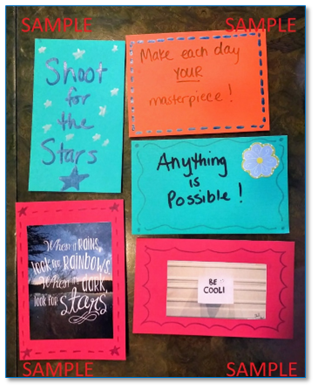 SAMPLE
SAMPLE
Shoot
for
the
Stars
Make each day
YOUR
masterpiece!
Anything
is
Possible!
When it RAINS,
look for RAINBOWS.
When it's DARK
look for stars
BE
COOL!
SAMPLE
SAMPLE